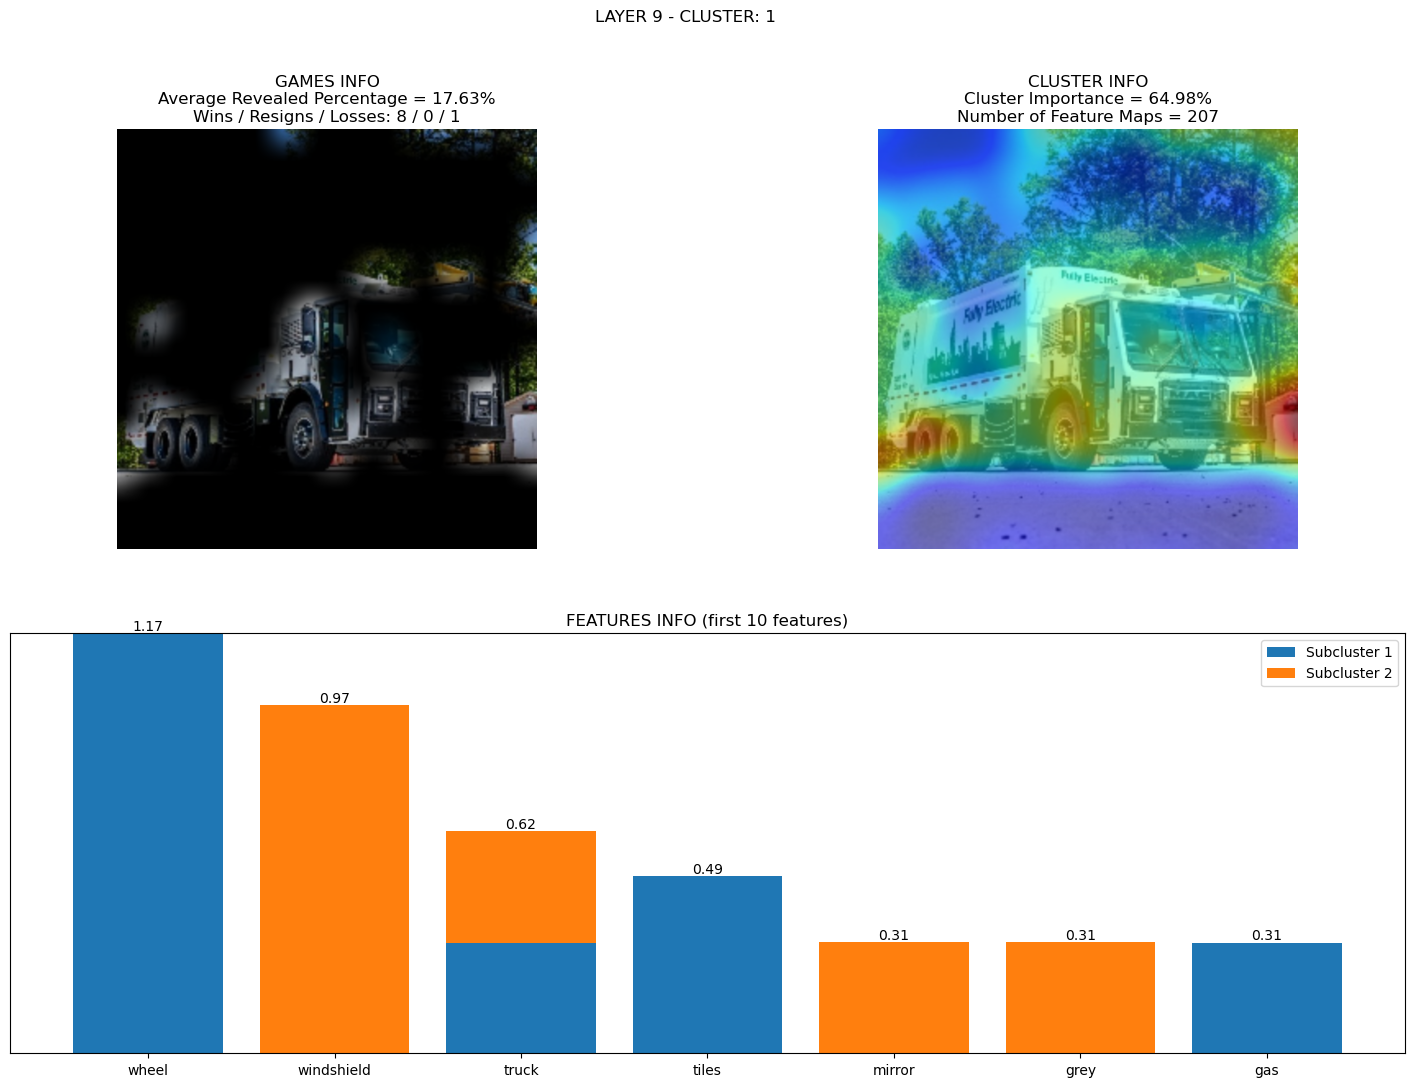 LAYER 9 - CLUSTER: 1
GAMES INFO
Average Revealed Percentage = 17.63%
Wins / Resigns / Losses: 8 / 0 / 1
CLUSTER INFO
Cluster Importance = 64.98%
Number of Feature Maps = 207
Fully Electric
Fully Electric
FEATURES INFO (first 10 features)
Subcluster 1
Subcluster 2
1.17
0.97
0.62
0.49
0.31
0.31
0.31
wheel
windshield
truck
tiles
mirror
grey
gas